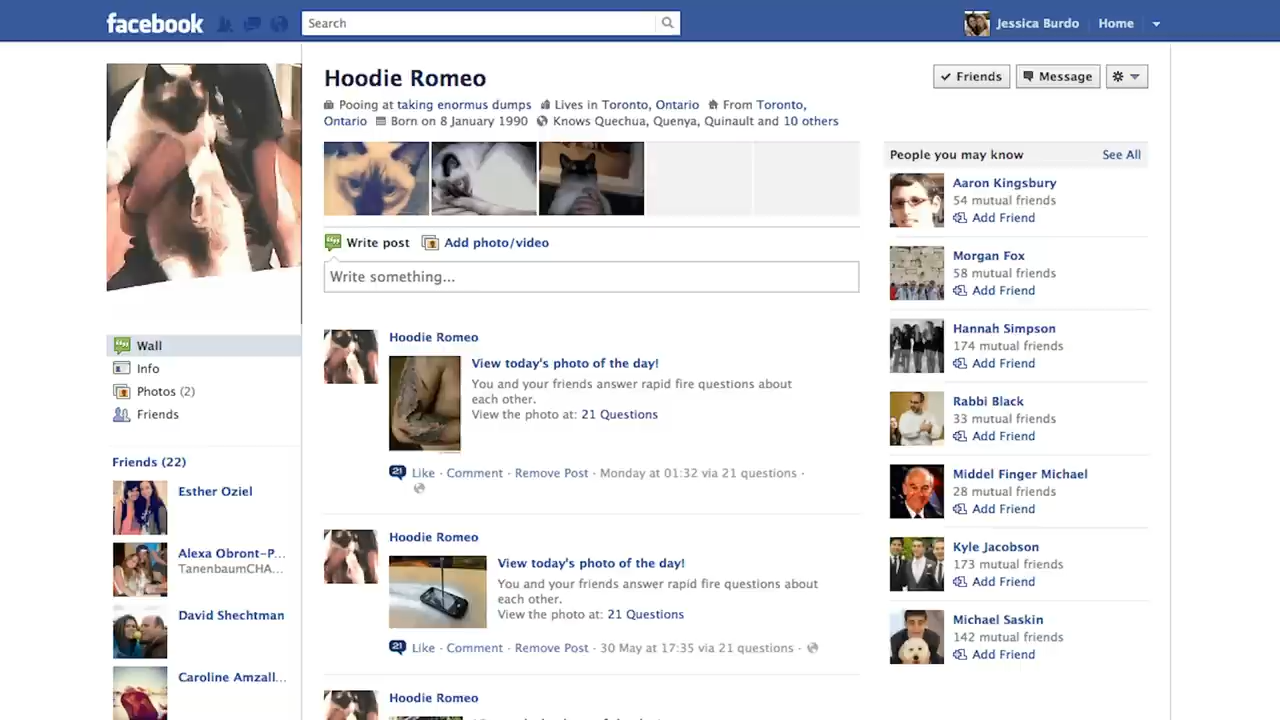 facebook
Search
Jessica Burdo
Home
Hoodie Romeo
Friends
Message
Pooing at taking enormus dumps Lives in Toronto, Ontario From Toronto,
Ontario Born on 8 January 1990 Knows Quechua, Quenya, Quinault and 10 others
Write post Add photo/video
Write something...
Wall
Info
Photos (2)
Friends
Friends (22)
Esther Oziel
Alexa Obront-P...
TanenbaumCHA...
David Shechtman
Caroline Amzall...
Hoodie Romeo
View today's photo of the day!
You and your friends answer rapid fire questions about
each other.
View the photo at: 21 Questions
21 Like · Comment · Remove Post · Monday at 01:32 via 21 questions ·
Hoodie Romeo
View today's photo of the day!
You and your friends answer rapid fire questions about
each other.
View the photo at: 21 Questions
21 Like · Comment · Remove Post · 30 May at 17:35 via 21 questions ·
Hoodie Romeo
People you may know See All
Aaron Kingsbury
54 mutual friends
Add Friend
Morgan Fox
58 mutual friends
Add Friend
Hannah Simpson
174 mutual friends
Add Friend
Rabbi Black
33 mutual friends
Add Friend
Middel Finger Michael
28 mutual friends
Add Friend
Kyle Jacobson
173 mutual friends
Add Friend
Michael Saskin
142 mutual friends
Add Friend